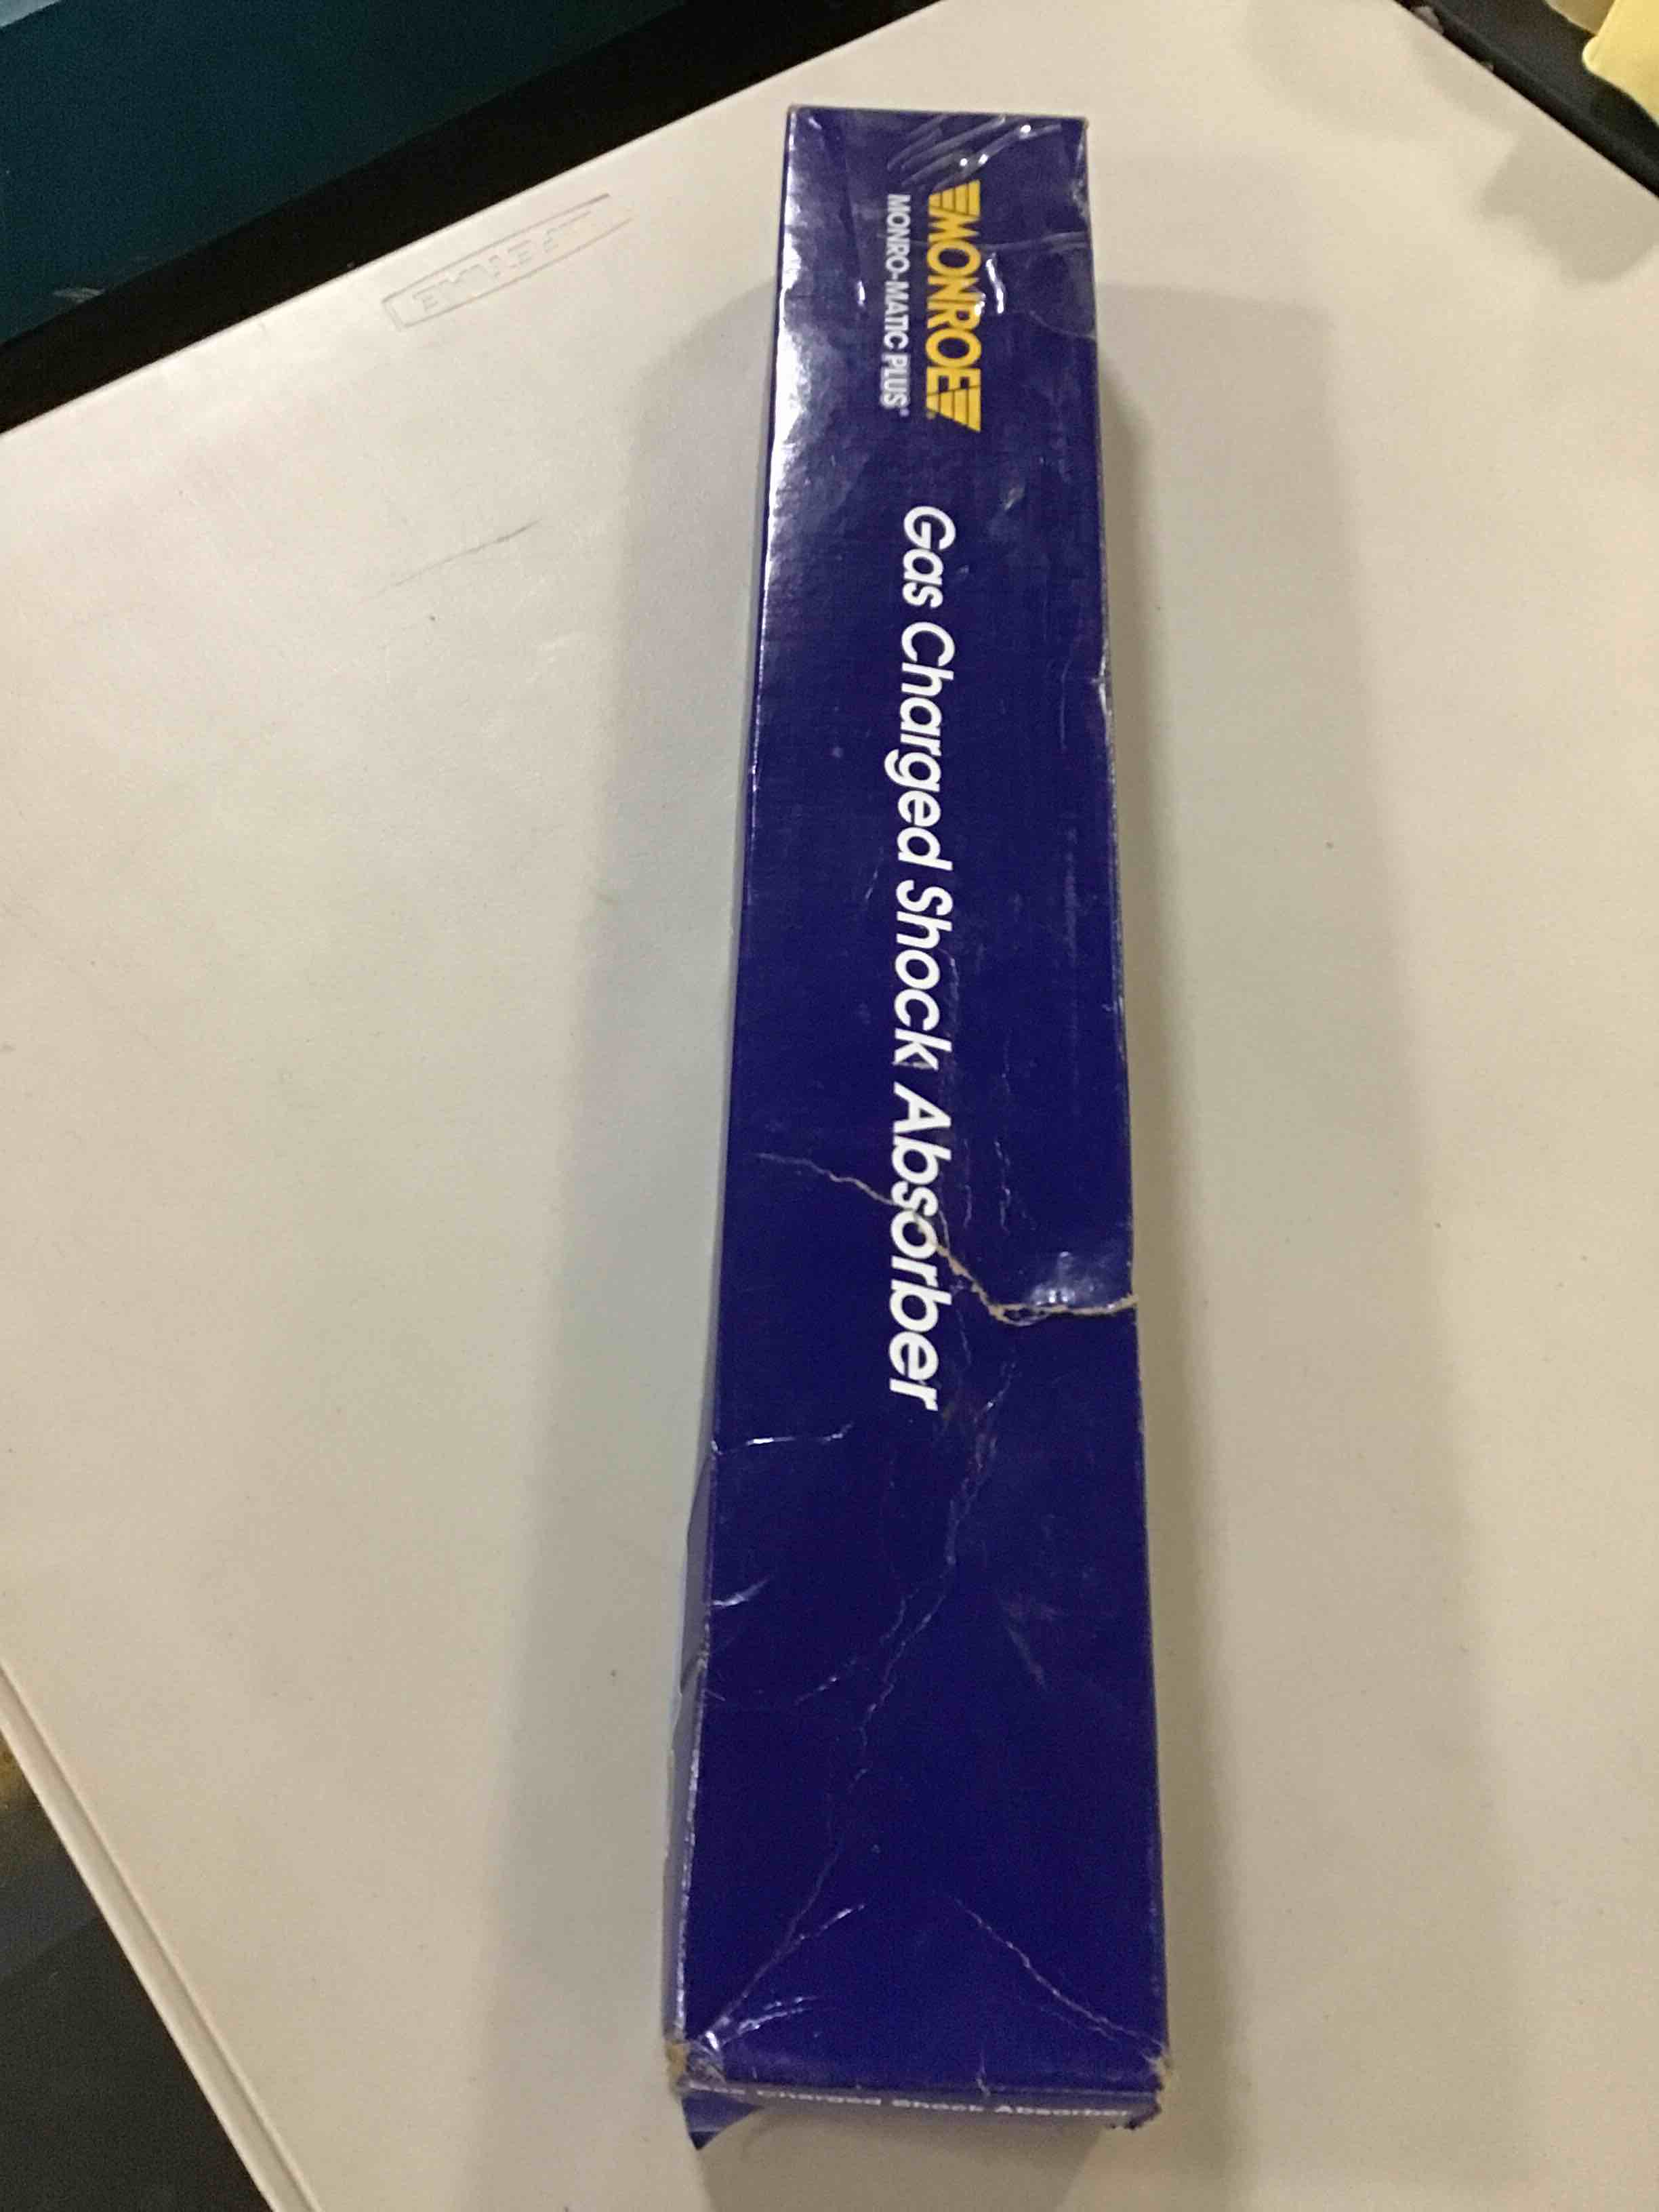 MONROE
MONRO-MATIC PLUS®
Gas Charged Shock Absorber
Charged Shock Absorber